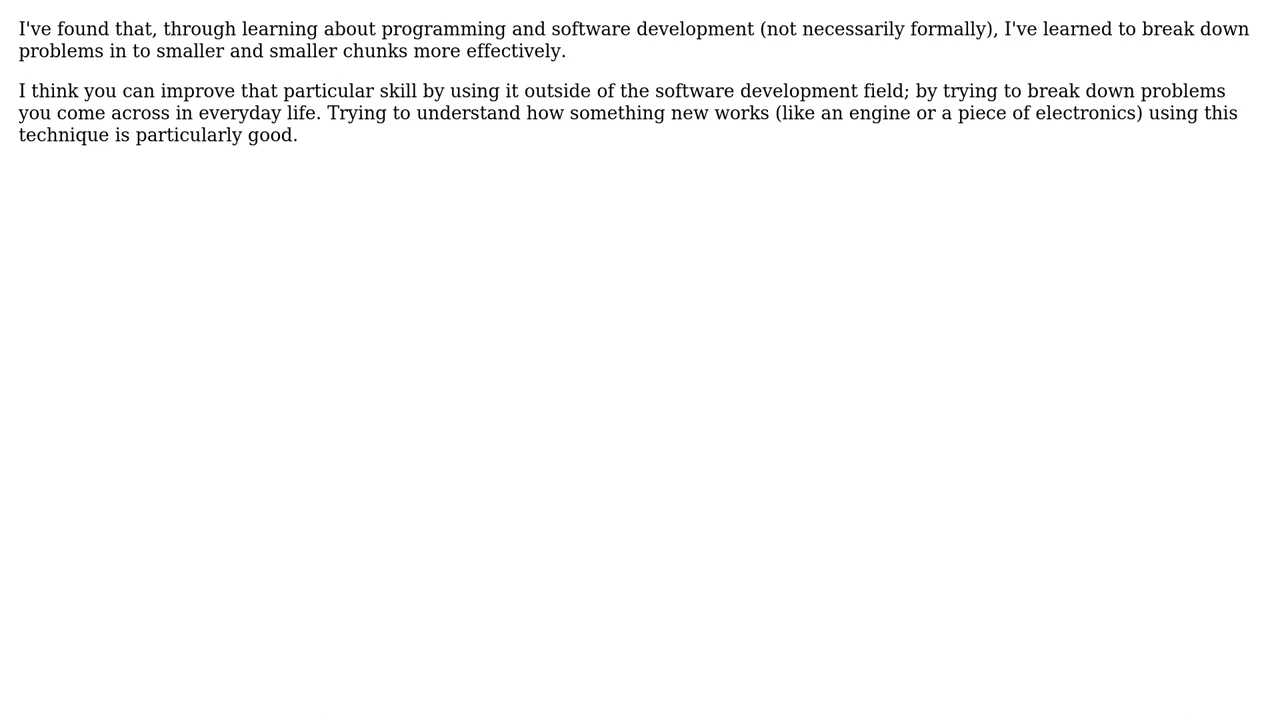 I've found that, through learning about programming and software development (not necessarily formally), I've learned to break down
problems in to smaller and smaller chunks more effectively.
I think you can improve that particular skill by using it outside of the software development field; by trying to break down problems
you come across in everyday life. Trying to understand how something new works (like an engine or a piece of electronics) using this
technique is particularly good.